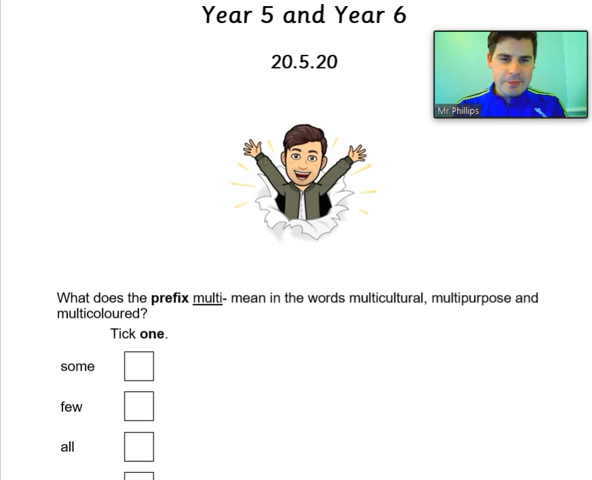 Year 5 and Year 6
20.5.20
Mr Phillips
What does the prefix multi- mean in the words multicultural, multipurpose and
multicoloured?
Tick one.
some
few
all